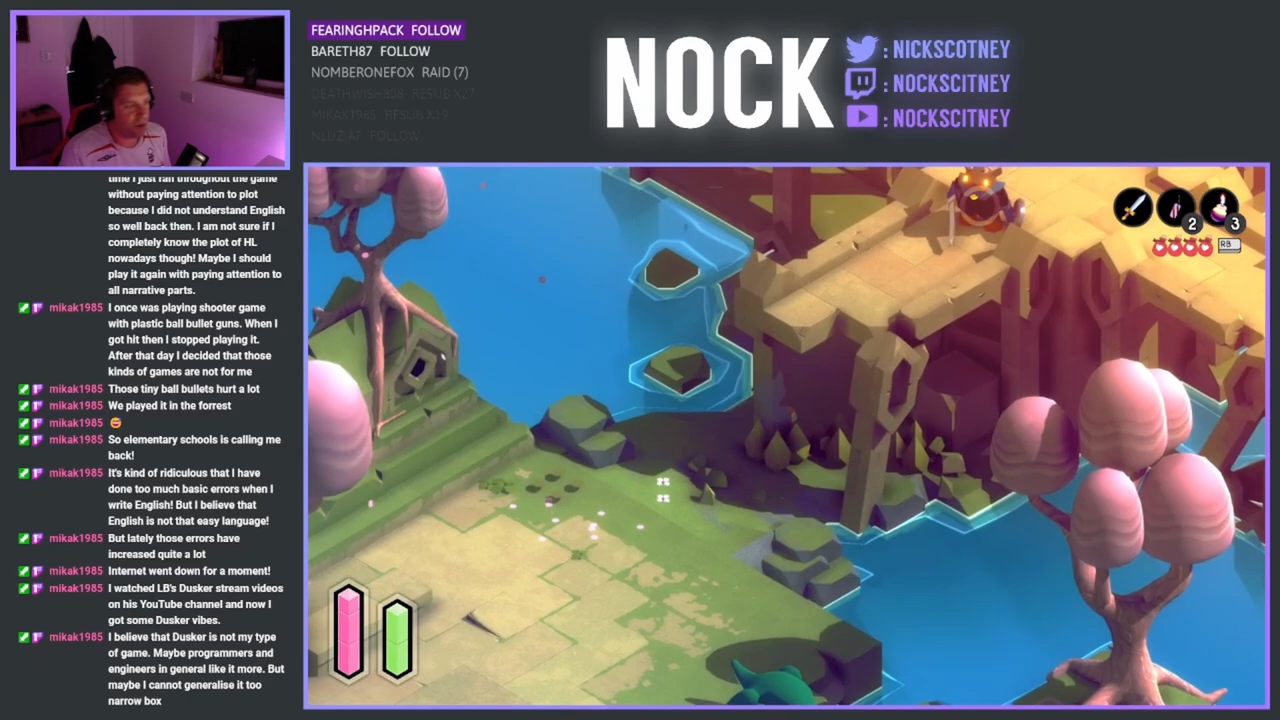 FEARINGHPACK FOLLOW
BARETH87 FOLLOW
NOMBERONEFOX RAID (7)
MIKAK1985 RESUB X19
NOCK
: NICKSCOTNEY
: NOCKSCITNEY
: NOCKSCITNEY
time I just ran throughout the game
without paying attention to plot
because I did not understand English
so well back then. I am not sure if I
completely know the plot of HL
nowadays though! Maybe I should
play it again with paying attention to
all narrative parts.
mikak1985 I once was playing shooter game
with plastic ball bullet guns. When I
got hit then I stopped playing it.
After that day I decided that those
kinds of games are not for me
mikak1985 Those tiny ball bullets hurt a lot
mikak1985 We played it in the forrest
mikak1985
mikak1985 So elementary schools is calling me
back!
mikak1985 It's kind of ridiculous that I have
done too much basic errors when I
write English! But I believe that
English is not that easy language!
mikak1985 But lately those errors have
increased quite a lot
mikak1985 Internet went down for a moment!
mikak1985 I watched LB's Dusker stream videos
on his YouTube channel and now I
got some Dusker vibes.
mikak1985 I believe that Dusker is not my type
of game. Maybe programmers and
engineers in general like it more. But
maybe I cannot generalise it too
narrow box
2
3
RB